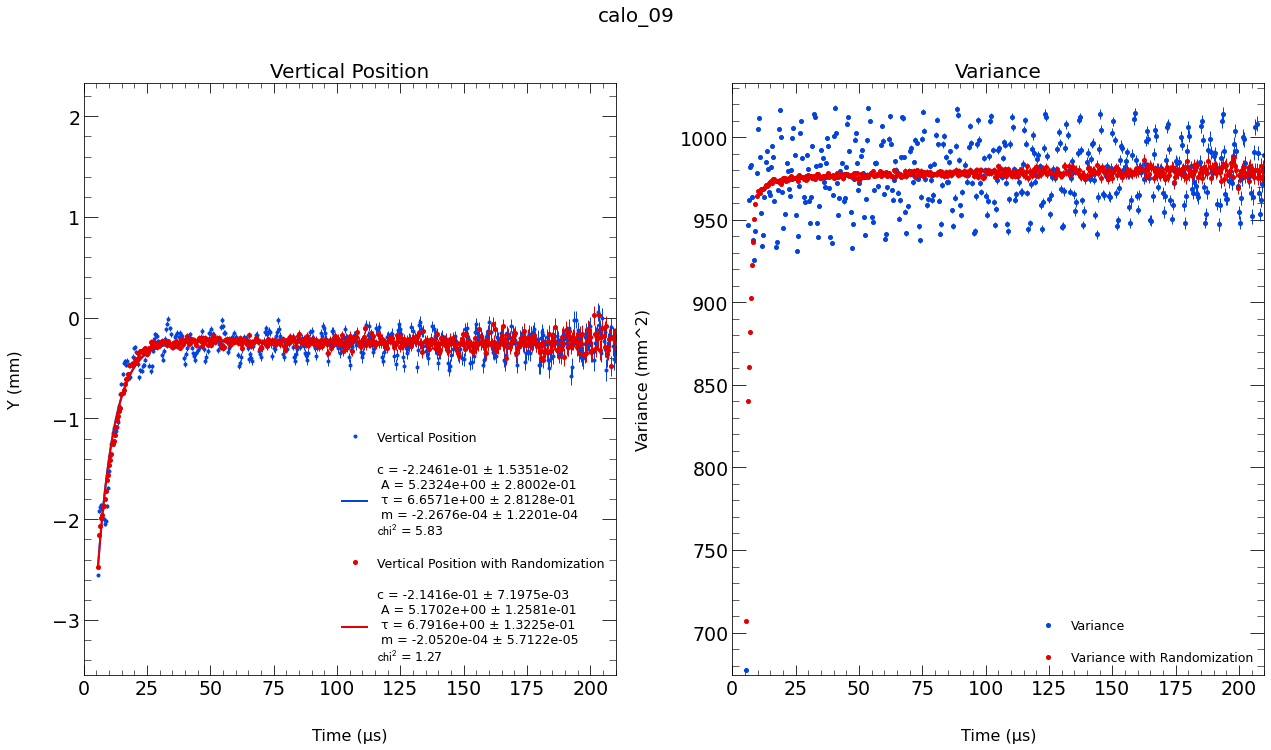 calo_09
Vertical Position
2
1
0
−1
−2
−3
Y (mm)
Vertical Position
c = -2.2461e-01 ± 1.5351e-02
A = 5.2324e+00 ± 2.8002e-01
τ = 6.6571e+00 ± 2.8128e-01
m = -2.2676e-04 ± 1.2201e-04
chi² = 5.83
Vertical Position with Randomization
c = -2.1416e-01 ± 7.1975e-03
A = 5.1702e+00 ± 1.2581e-01
τ = 6.7916e+00 ± 1.3225e-01
m = -2.0520e-04 ± 5.7122e-05
chi² = 1.27
0 25 50 75 100 125 150 175 200
Time (μs)
Variance
1000
950
900
850
800
750
700
Variance (mm^2)
Variance
Variance with Randomization
0 25 50 75 100 125 150 175 200
Time (μs)